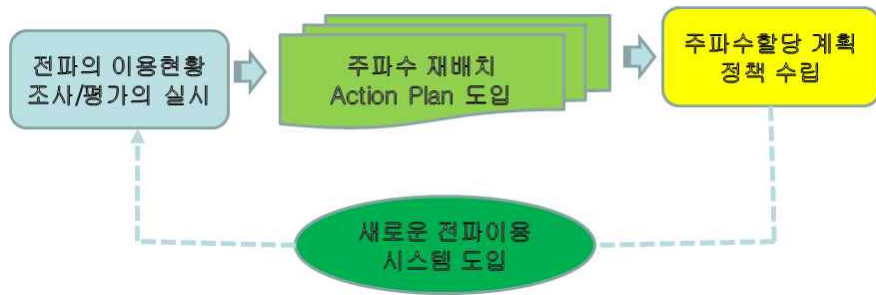 전파의 이용현황
조사/평가의 실시
주파수 재배치
Action Plan 도입
주파수할당 계획
정책 수립
새로운 전파이용
시스템 도입